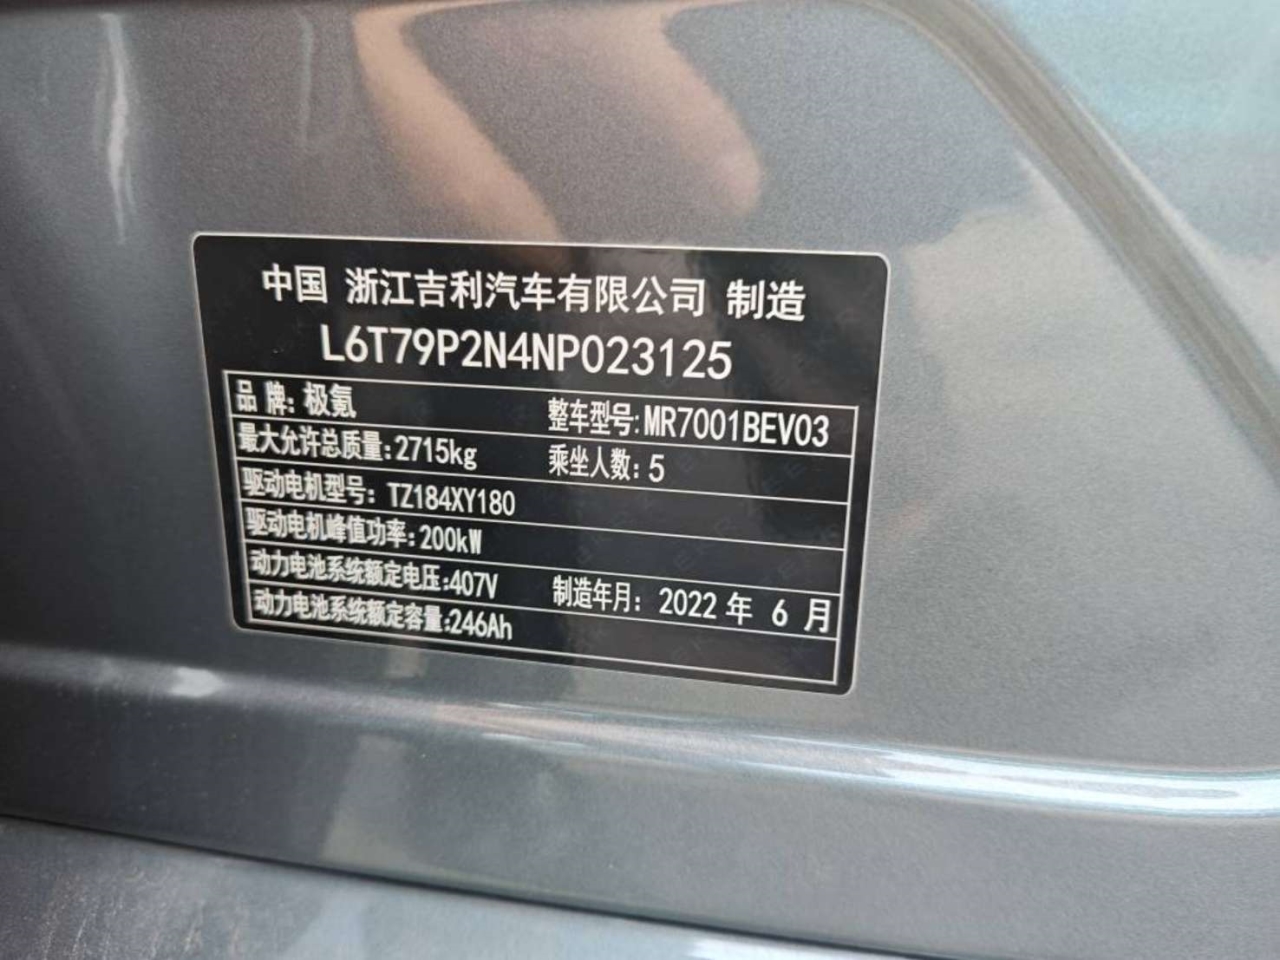 中国 浙江吉利汽车有限公司 制造
L6T79P2N4NP023125
品 牌: 极氪 整车型号: MR7001BEV03
最大允许总质量: 2715kg 乘坐人数: 5
驱动电机型号: TZ184XY180
驱动电机峰值功率: 200kW
动力电池系统额定电压: 407V 制造年月: 2022 年 6 月
动力电池系统额定容量: 246Ah